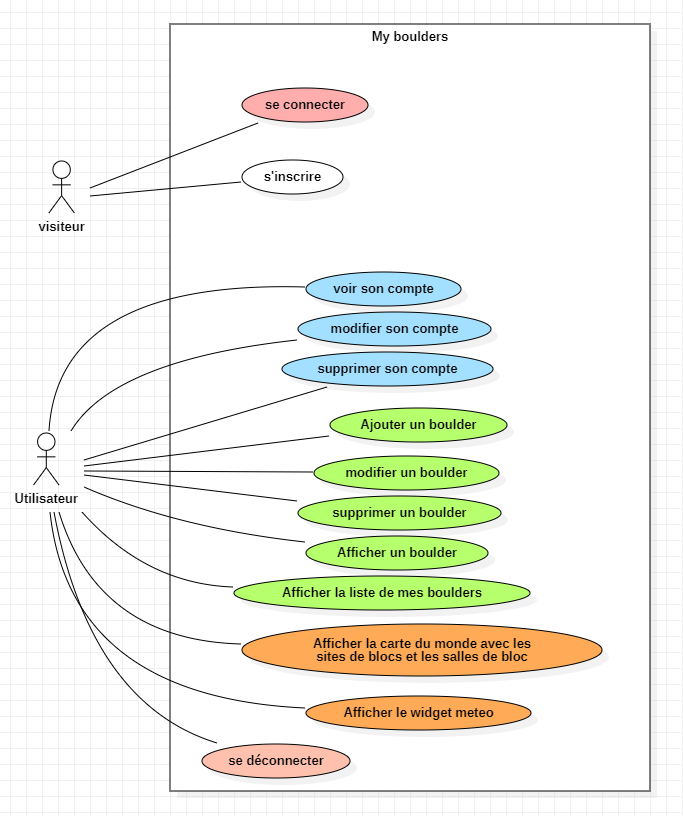 My boulders
se connecter
s'inscrire
visiteur
voir son compte
modifier son compte
supprimer son compte
Ajouter un boulder
modifier un boulder
Utilisateur
supprimer un boulder
Afficher un boulder
Afficher la liste de mes boulders
Afficher la carte du monde avec les
sites de blocs et les salles de bloc
Afficher le widget meteo
se déconnecter